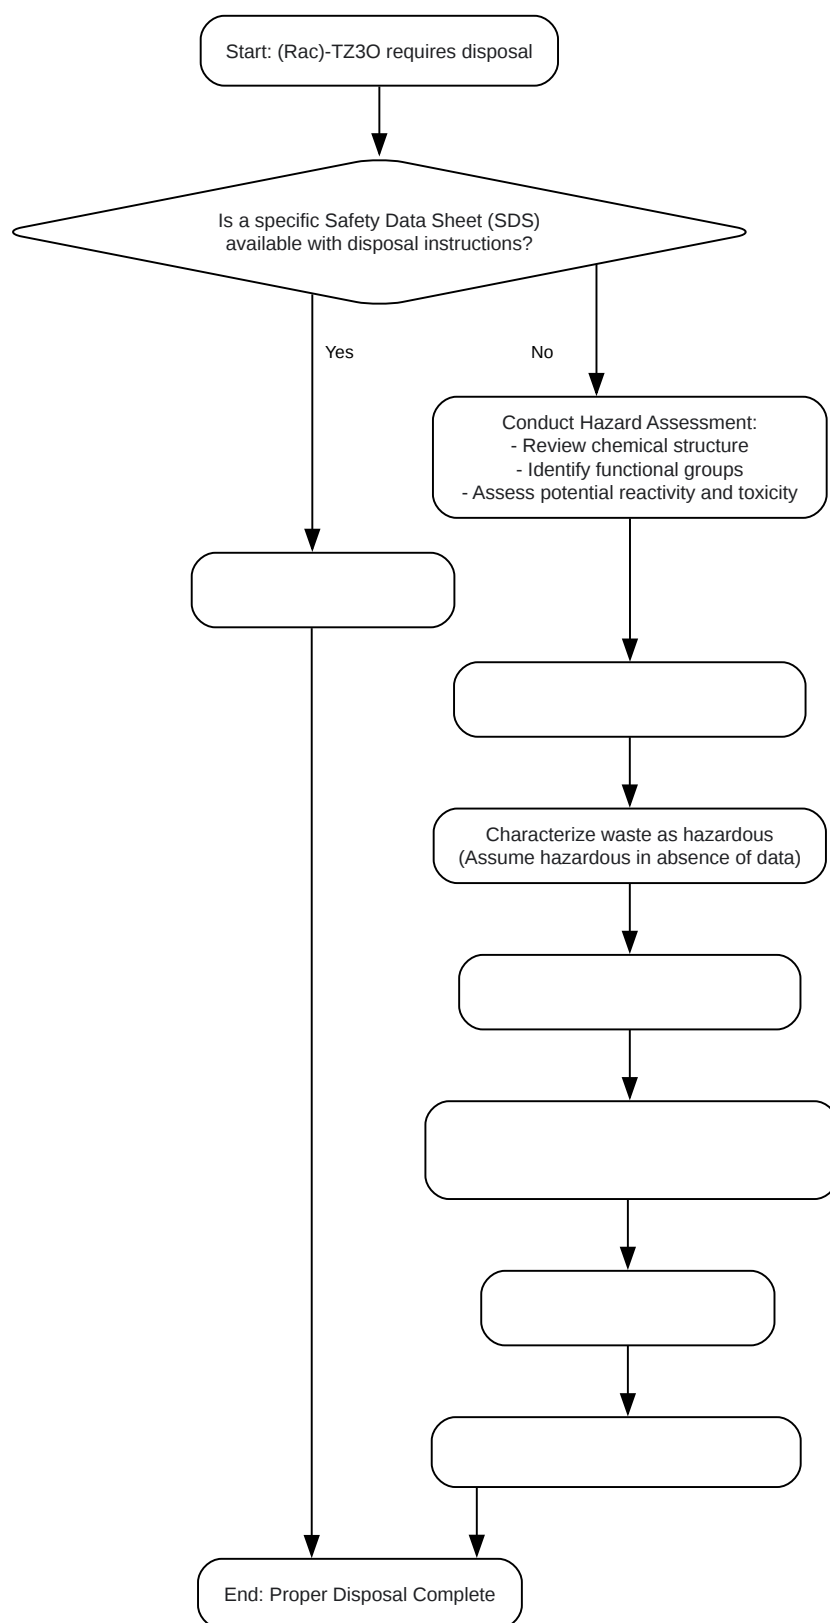 Start: (Rac)-TZ3O requires disposal
Is a specific Safety Data Sheet (SDS)
available with disposal instructions?
Yes
No
Conduct Hazard Assessment:
- Review chemical structure
- Identify functional groups
- Assess potential reactivity and toxicity
Characterize waste as hazardous
(Assume hazardous in absence of data)
End: Proper Disposal Complete